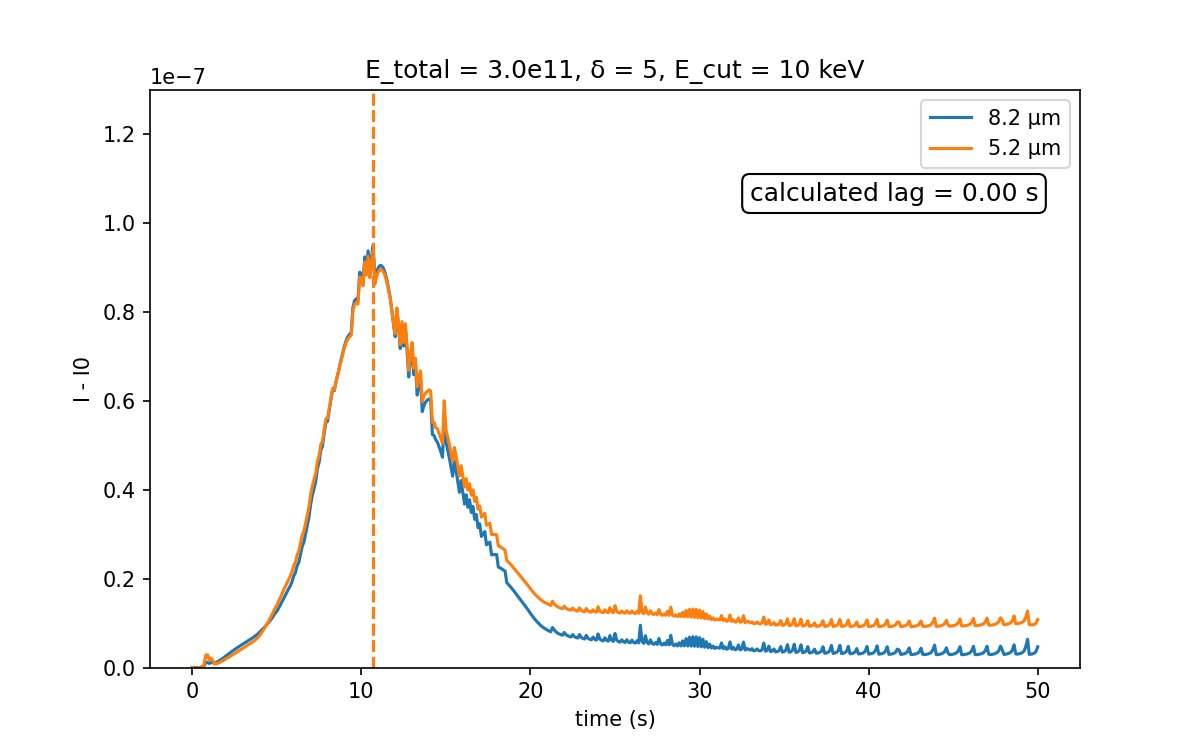 E_total = 3.0e11, δ = 5, E_cut = 10 keV
1e−7
8.2 μm
5.2 μm
calculated lag = 0.00 s
1.2
1.0
0.8
0.6
0.4
0.2
0.0
I - I0
0 10 20 30 40 50
time (s)